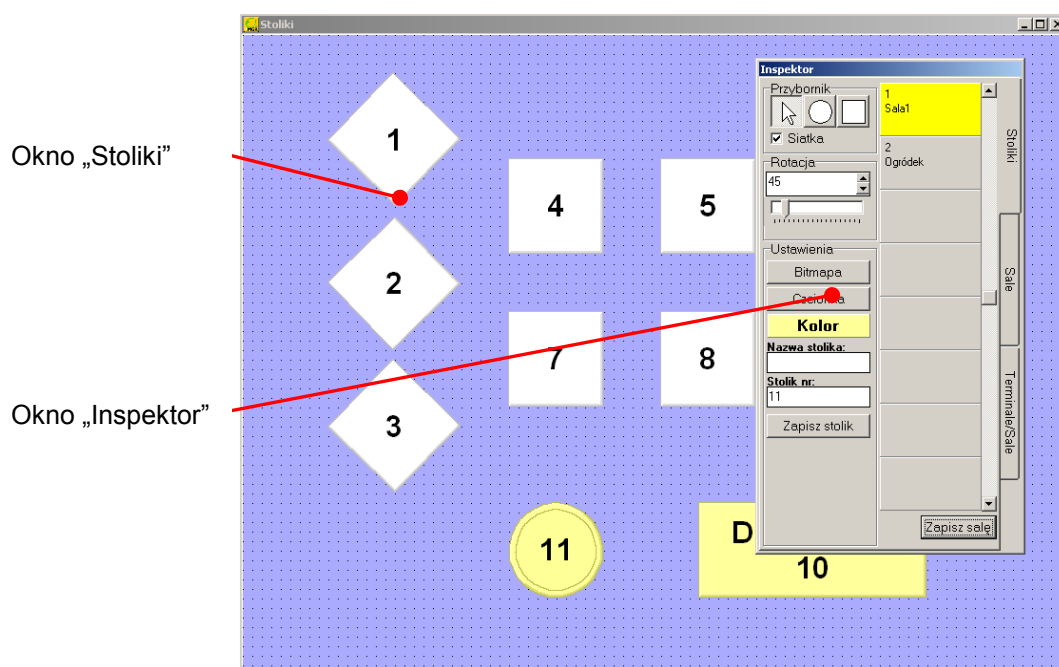 Stoliki
Okno „Stoliki”
Okno „Inspektor”
1
2
3
4
5
7
8
11
D
10
Inspektor
Przybornik
Siatka
Rotacja
45
Ustawienia
Bitmapa
Kolor
Nazwa stolika:
Stolik nr:
11
Zapisz stolik
1
Sala1
2
Ogródek
Zapisz salę
Stoliki
Sale
Terminale/Sale